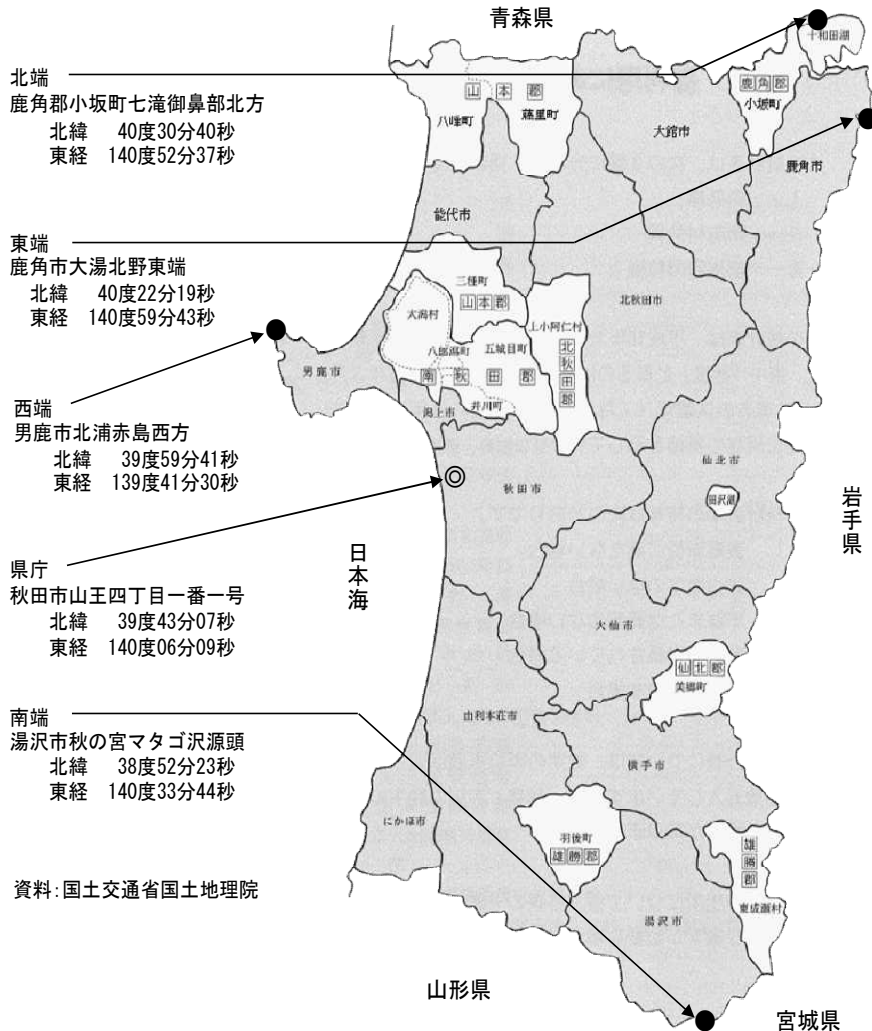 青森県
十和田湖
北端
鹿角郡小坂町七滝御鼻部北方
北緯 40度30分40秒
東経 140度52分37秒
山本郡
八峰町
藤里町
大館市
鹿角郡
小坂町
鹿角市
能代市
東端
鹿角市大湯北野東端
北緯 40度22分19秒
東経 140度59分43秒
三種町
山本郡
大潟村
北秋田市
上小阿仁村
北秋田郡
八郎潟町
五城目町
南秋田郡
井川町
男鹿市
潟上市
西端
男鹿市北浦赤島西方
北緯 39度59分41秒
東経 139度41分30秒
仙北市
田沢湖
秋田市
岩手県
日本海
県庁
秋田市山王四丁目一番一号
北緯 39度43分07秒
東経 140度06分09秒
大仙市
仙北郡
美郷町
南端
湯沢市秋の宮マタゴ沢源頭
北緯 38度52分23秒
東経 140度33分44秒
由利本荘市
横手市
にかほ市
羽後町
雄勝郡
雄勝郡
東成瀬村
湯沢市
資料:国土交通省国土地理院
山形県
宮城県